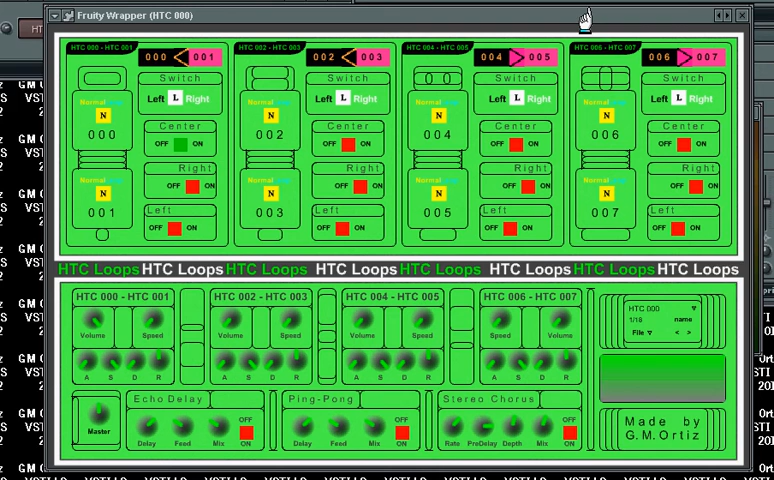 Fruity Wrapper (HTC 000)
HTC 000 - HTC 001
000 001
HTC 002 - HTC 003
002 003
HTC 004 - HTC 005
004 005
HTC 006 - HTC 007
006 007
Switch Switch Switch Switch
Left L Right Left L Right Left L Right Left L Right
Normal Normal Normal Normal
N N N N
000 002 004 006
Center Center Center Center
OFF ON OFF ON OFF ON OFF ON
Right Right Right Right
OFF ON OFF ON OFF ON OFF ON
Normal Normal Normal Normal
N N N N
001 003 005 007
Left Left Left Left
OFF ON OFF ON OFF ON OFF ON
HTC Loops HTC Loops HTC Loops HTC Loops HTC Loops HTC Loops HTC Loops HTC Loops
HTC 000 - HTC 001 HTC 002 - HTC 003 HTC 004 - HTC 005 HTC 006 - HTC 007
Volume Speed Volume Speed Volume Speed Volume Speed
A S D R A S D R A S D R A S D R
HTC 000
1/16 name
File < >
Master
Echo Delay
Delay Feed Mix
OFF
ON
Ping-Pong
Delay Feed Mix
OFF
ON
Stereo Chorus
Rate PreDelay Depth Mix
OFF
ON
Made by
G.M.Ortiz